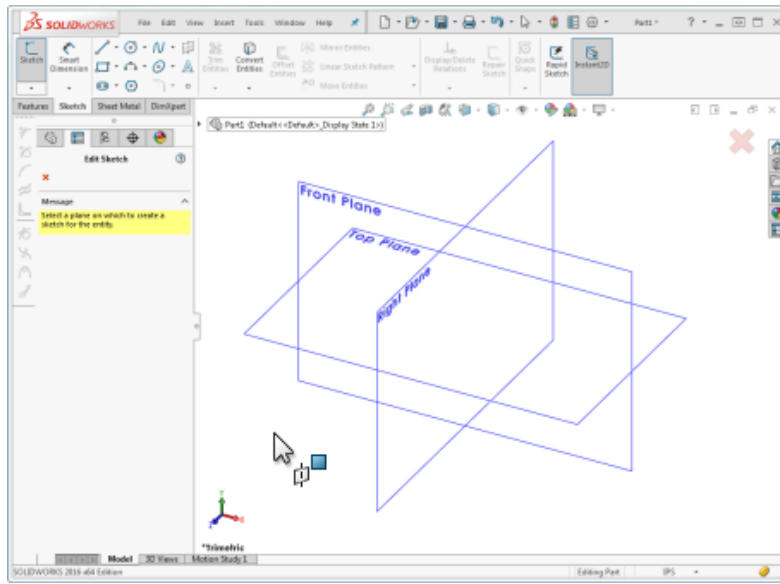 SOLIDWORKS File Edit View Insert Tools Window Help Part1 * ?
Sketch Smart Dimension Trim Entities Convert Entities Offset Entities Mirror Entities Linear Sketch Pattern Move Entities Display/Delete Relations Repair Sketch Quick Snaps Rapid Sketch Instant2D
Features Sketch Sheet Metal DimXpert
Part1 (Default<<Default>_Display State 1>)
Edit Sketch
Message
Select a plane on which to create a
sketch for the entity.
Front Plane
Top Plane
Right Plane
*Trimetric
Model 3D Views Motion Study 1
SOLIDWORKS 2016 x64 Edition Editing Part IPS